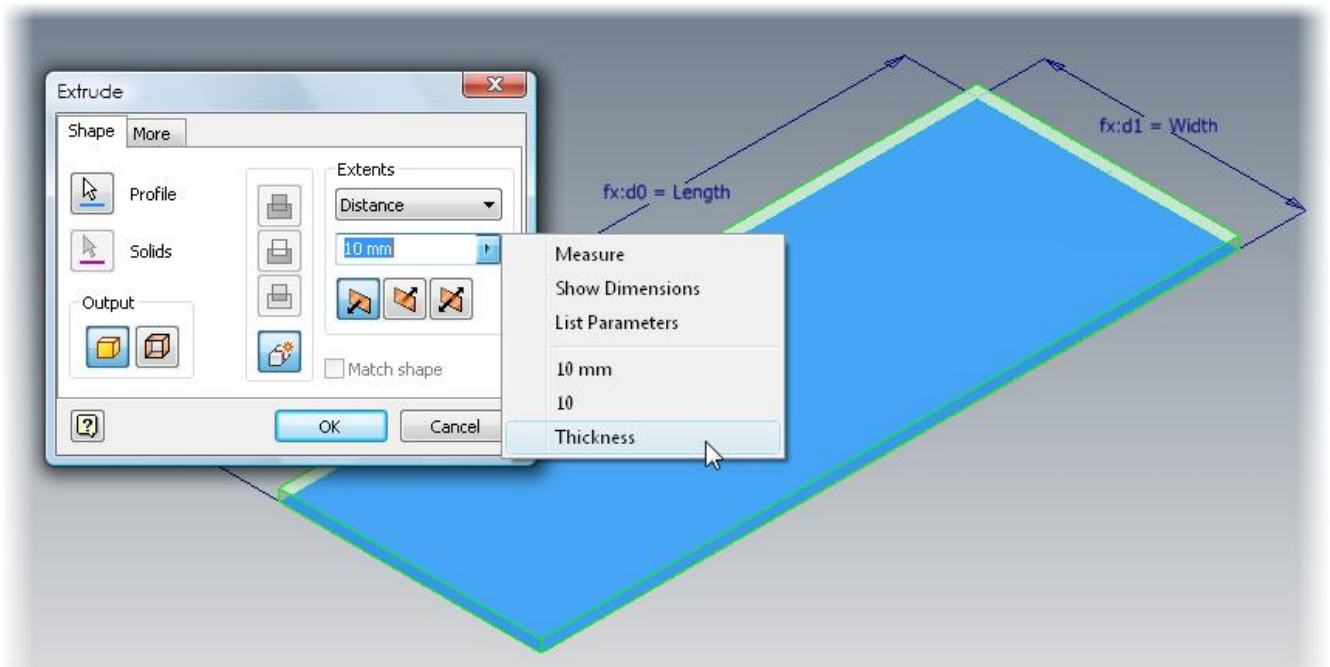 Extrude
Shape
More
Profile
Solids
Output
Extents
Distance
10 mm
Match shape
OK
Cancel
Measure
Show Dimensions
List Parameters
10 mm
10
Thickness
fx:d0 = Length
fx:d1 = Width